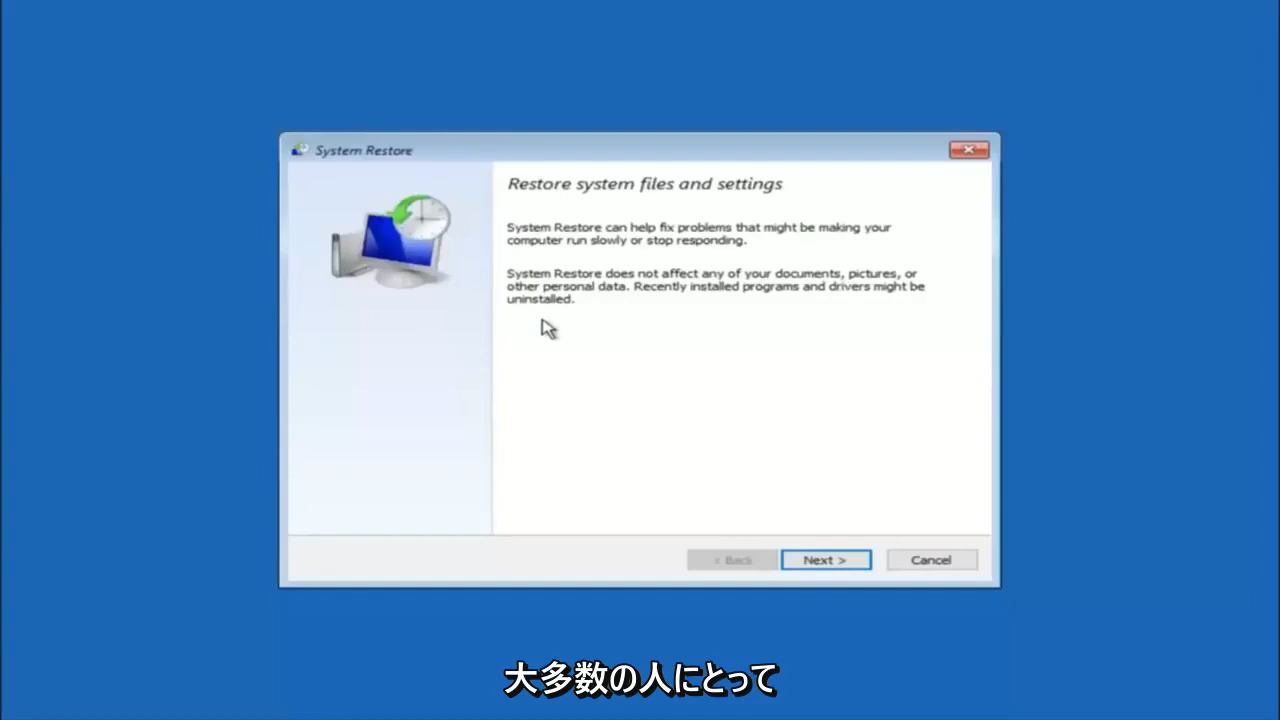 System Restore
Restore system files and settings
System Restore can help fix problems that might be making your
computer run slowly or stop responding.
System Restore does not affect any of your documents, pictures, or
other personal data. Recently installed programs and drivers might be
uninstalled.
< Back
Next >
Cancel
大多数の人にとって